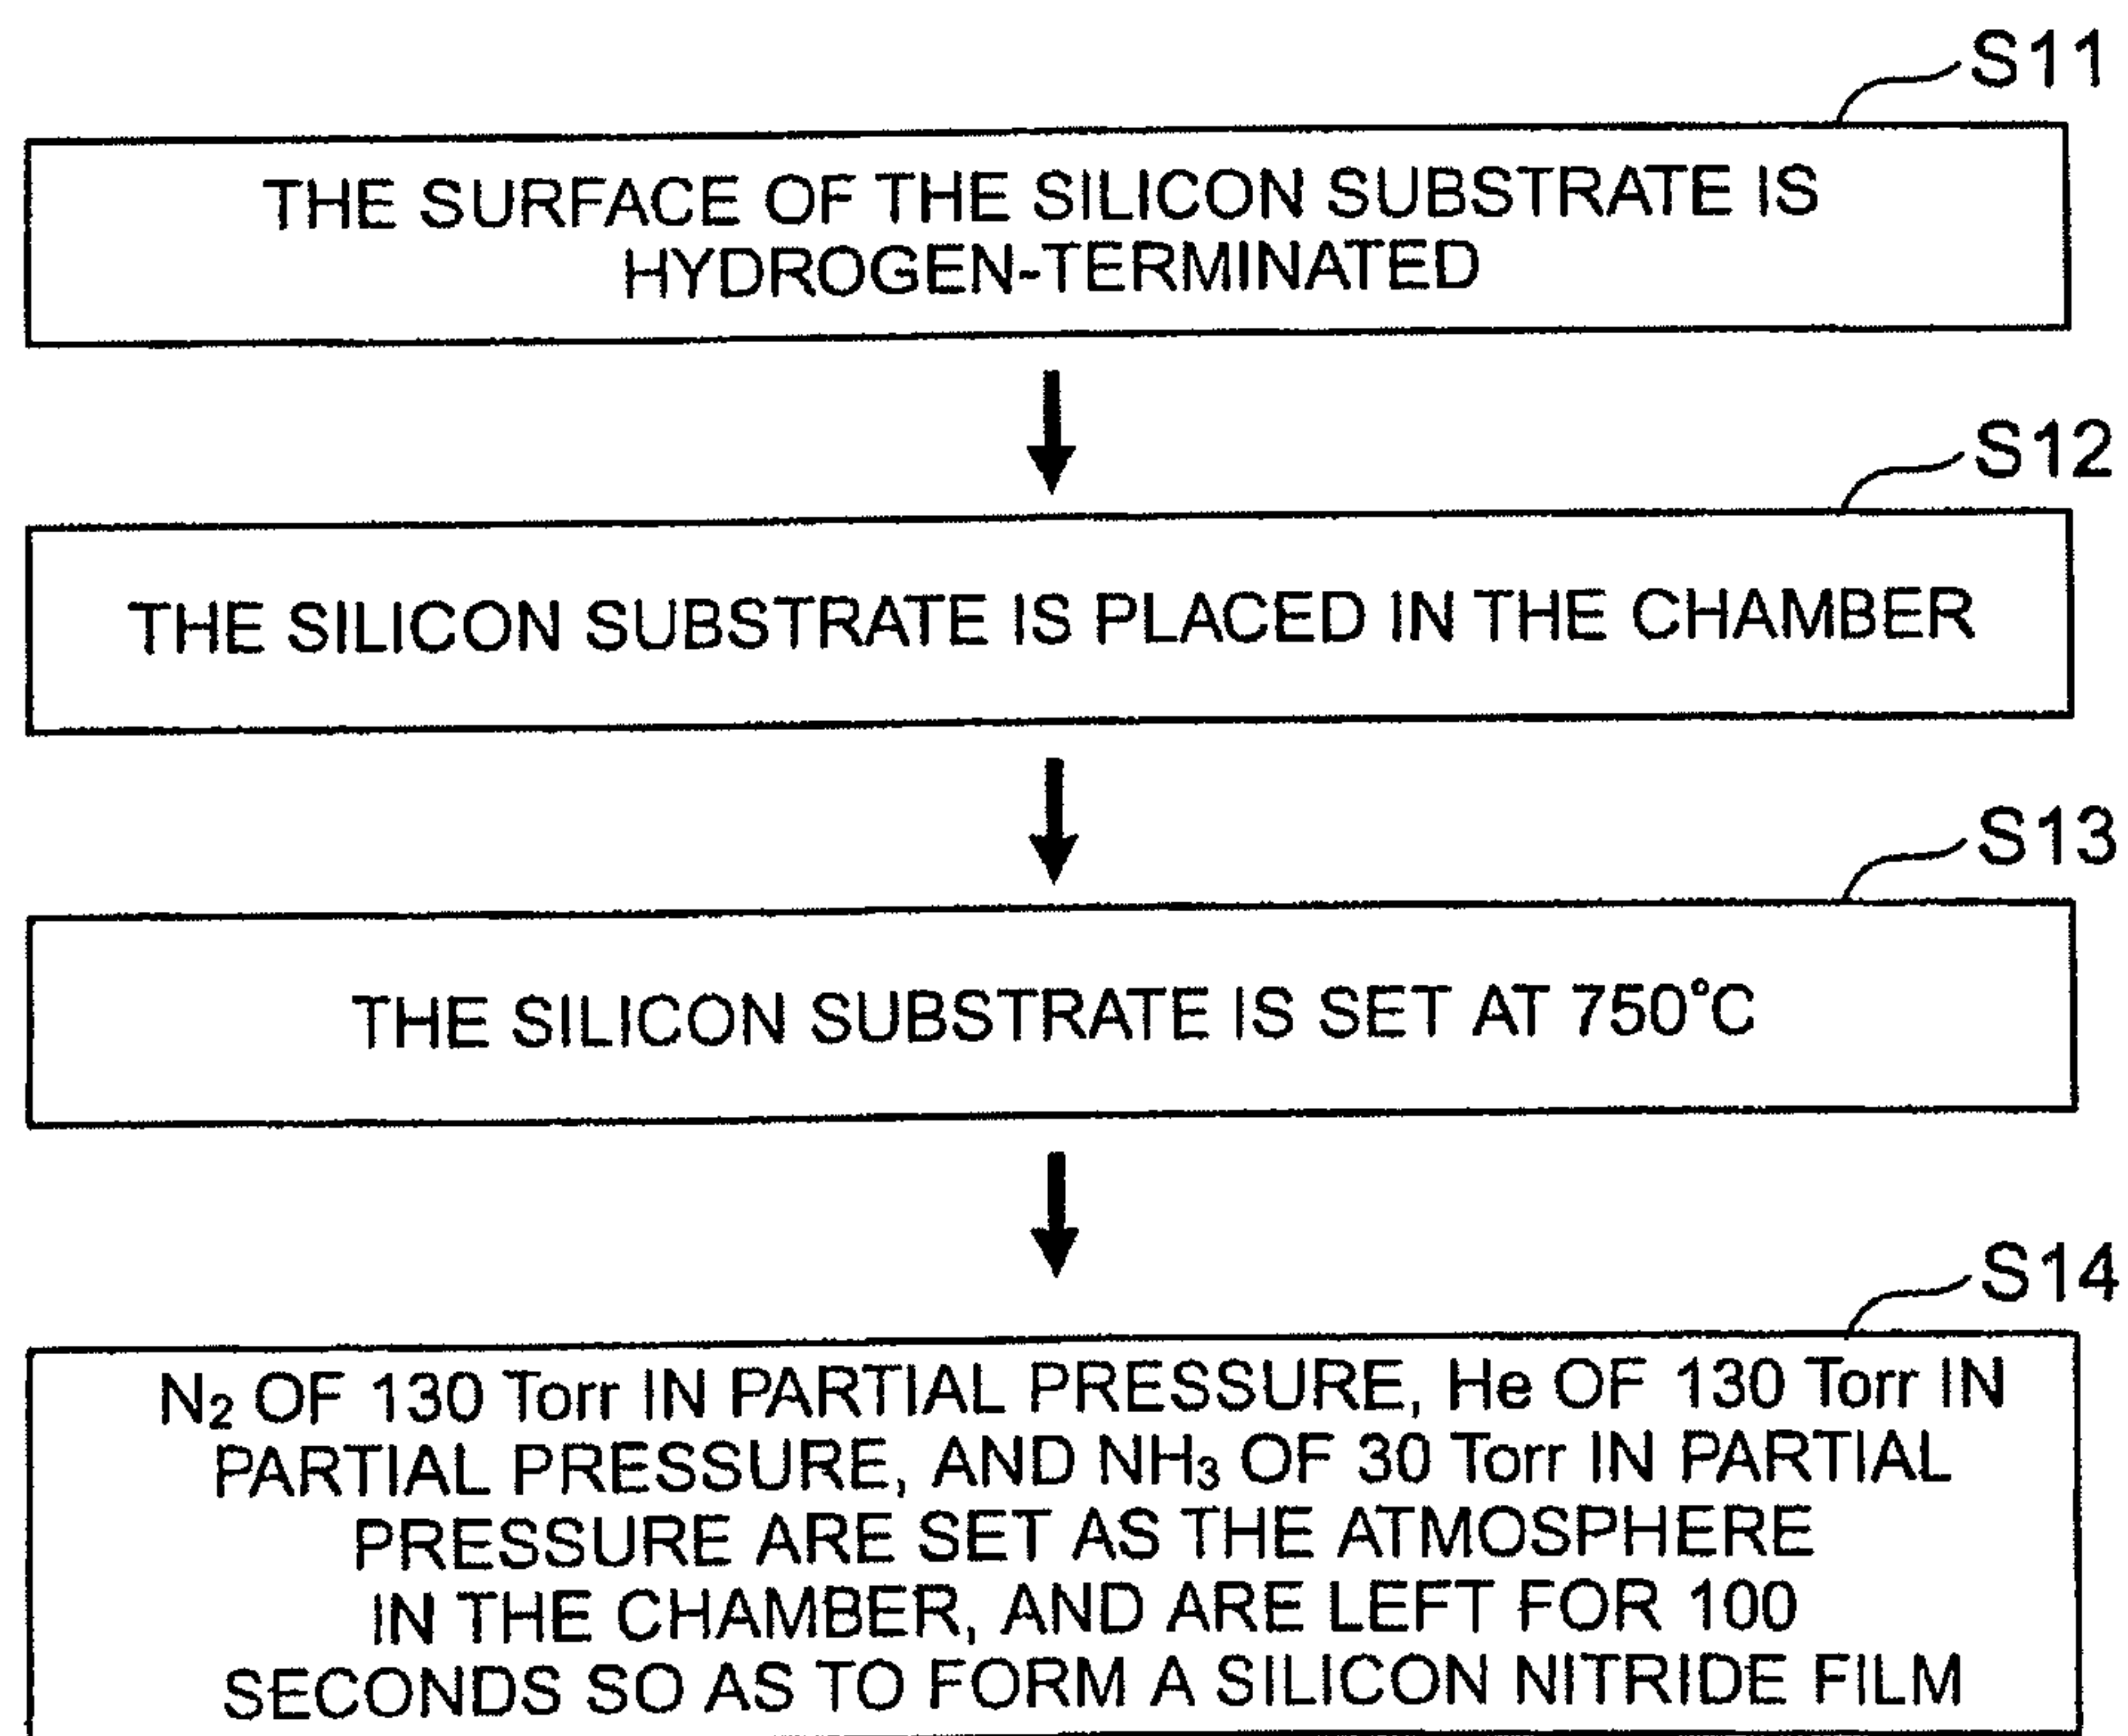 S11
THE SURFACE OF THE SILICON SUBSTRATE IS
HYDROGEN-TERMINATED
S12
THE SILICON SUBSTRATE IS PLACED IN THE CHAMBER
S13
THE SILICON SUBSTRATE IS SET AT 750°C
S14
N₂ OF 130 Torr IN PARTIAL PRESSURE, He OF 130 Torr IN
PARTIAL PRESSURE, AND NH₃ OF 30 Torr IN PARTIAL
PRESSURE ARE SET AS THE ATMOSPHERE
IN THE CHAMBER, AND ARE LEFT FOR 100
SECONDS SO AS TO FORM A SILICON NITRIDE FILM